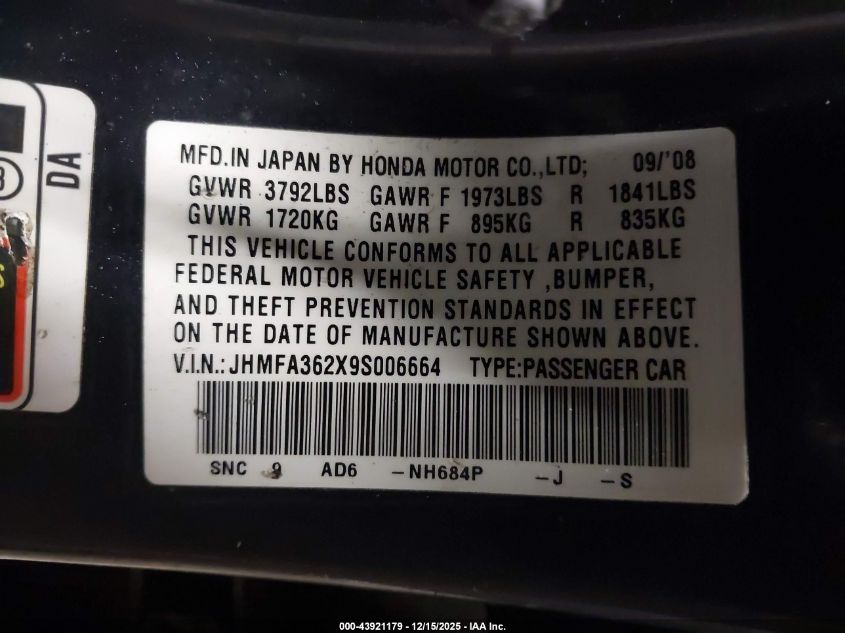 DA
MFD.IN JAPAN BY HONDA MOTOR CO.,LTD; 09/'08
GVWR 3792LBS GAWR F 1973LBS R 1841LBS
GVWR 1720KG GAWR F 895KG R 835KG
THIS VEHICLE CONFORMS TO ALL APPLICABLE
FEDERAL MOTOR VEHICLE SAFETY ,BUMPER,
AND THEFT PREVENTION STANDARDS IN EFFECT
ON THE DATE OF MANUFACTURE SHOWN ABOVE.
V.I.N.:JHMFA362X9S006664 TYPE:PASSENGER CAR
SNC 9 AD6 -NH684P -J -S
000-43921179 - 12/15/2025 - IAA Inc.